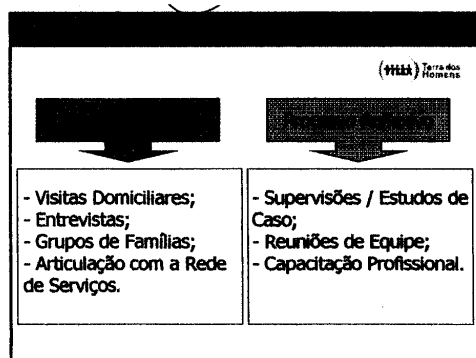 Terra dos
Homens
- Visitas Domiciliares;
- Entrevistas;
- Grupos de Famílias;
- Articulação com a Rede
de Serviços.
- Supervisões / Estudos de
Caso;
- Reuniões de Equipe;
- Capacitação Profissional.